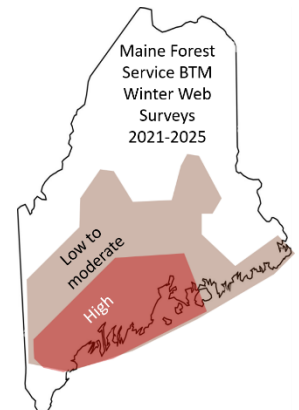 Maine Forest
Service BTM
Winter Web
Surveys
2021-2025
Low to
moderate
High